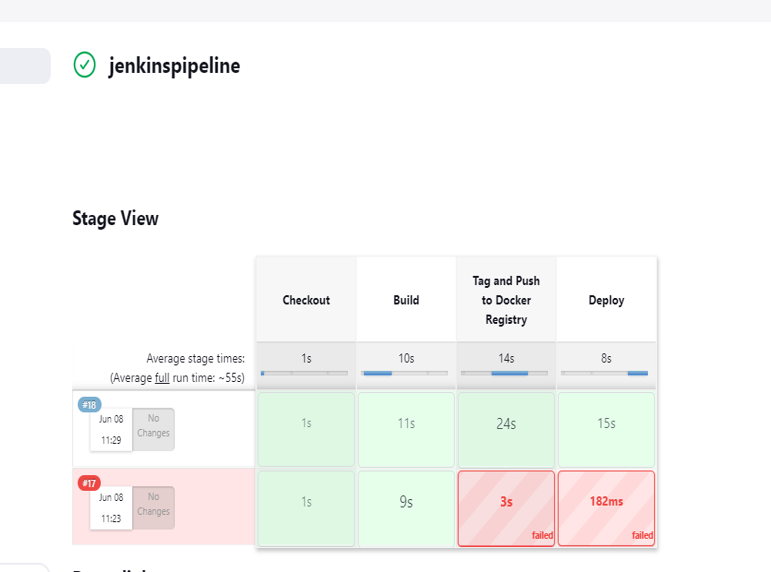 jenkinspipeline
Stage View
Checkout
Build
Tag and Push
to Docker
Registry
Deploy
Average stage times:
(Average full run time: ~55s)
1s
10s
14s
8s
#18
Jun 08
11:29
No
Changes
1s
11s
24s
15s
#17
Jun 08
11:23
No
Changes
1s
9s
3s
failed
182ms
failed